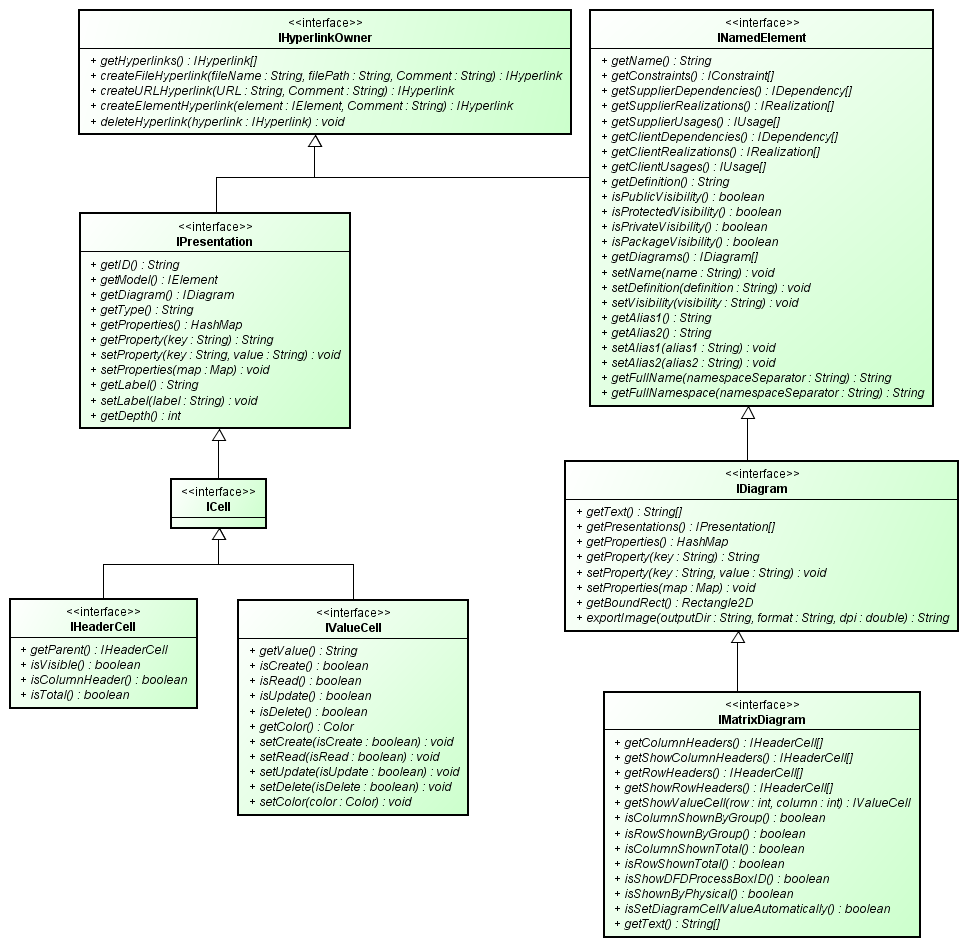 <<interface>>
IHyperlinkOwner
+ getHyperlinks() : IHyperlink[]
+ createFileHyperlink(fileName : String, filePath : String, Comment : String) : IHyperlink
+ createURLHyperlink(URL : String, Comment : String) : IHyperlink
+ createElementHyperlink(element : IElement, Comment : String) : IHyperlink
+ deleteHyperlink(hyperlink : IHyperlink) : void
<<interface>>
INamedElement
+ getName() : String
+ getConstraints() : IConstraint[]
+ getSupplierDependencies() : IDependency[]
+ getSupplierRealizations() : IRealization[]
+ getSupplierUsages() : IUsage[]
+ getClientDependencies() : IDependency[]
+ getClientRealizations() : IRealization[]
+ getClientUsages() : IUsage[]
+ getDefinition() : String
+ isPublicVisibility() : boolean
+ isProtectedVisibility() : boolean
+ isPrivateVisibility() : boolean
+ isPackageVisibility() : boolean
+ getDiagrams() : IDiagram[]
+ setName(name : String) : void
+ setDefinition(definition : String) : void
+ setVisibility(visibility : String) : void
+ getAlias1() : String
+ getAlias2() : String
+ setAlias1(alias1 : String) : void
+ setAlias2(alias2 : String) : void
+ getFullName(namespaceSeparator : String) : String
+ getFullNamespace(namespaceSeparator : String) : String
<<interface>>
IPresentation
+ getID() : String
+ getModel() : IElement
+ getDiagram() : IDiagram
+ getType() : String
+ getProperties() : HashMap
+ getProperty(key : String) : String
+ setProperty(key : String, value : String) : void
+ setProperties(map : Map) : void
+ getLabel() : String
+ setLabel(label : String) : void
+ getDepth() : int
<<interface>>
ICell
<<interface>>
IDiagram
+ getText() : String[]
+ getPresentations() : IPresentation[]
+ getProperties() : HashMap
+ getProperty(key : String) : String
+ setProperty(key : String, value : String) : void
+ setProperties(map : Map) : void
+ getBoundRect() : Rectangle2D
+ exportImage(outputDir : String, format : String, dpi : double) : String
<<interface>>
IHeaderCell
+ getParent() : IHeaderCell
+ isVisible() : boolean
+ isColumnHeader() : boolean
+ isTotal() : boolean
<<interface>>
IValueCell
+ getValue() : String
+ isCreate() : boolean
+ isRead() : boolean
+ isUpdate() : boolean
+ isDelete() : boolean
+ getColor() : Color
+ setCreate(isCreate : boolean) : void
+ setRead(isRead : boolean) : void
+ setUpdate(isUpdate : boolean) : void
+ setDelete(isDelete : boolean) : void
+ setColor(color : Color) : void
<<interface>>
IMatrixDiagram
+ getColumnHeaders() : IHeaderCell[]
+ getShowColumnHeaders() : IHeaderCell[]
+ getRowHeaders() : IHeaderCell[]
+ getShowRowHeaders() : IHeaderCell[]
+ getShowValueCell(row : int, column : int) : IValueCell
+ isColumnShownByGroup() : boolean
+ isRowShownByGroup() : boolean
+ isColumnShownTotal() : boolean
+ isRowShownTotal() : boolean
+ isShowDFDProcessBoxID() : boolean
+ isShownByPhysical() : boolean
+ isSetDiagramCellValueAutomatically() : boolean
+ getText() : String[]